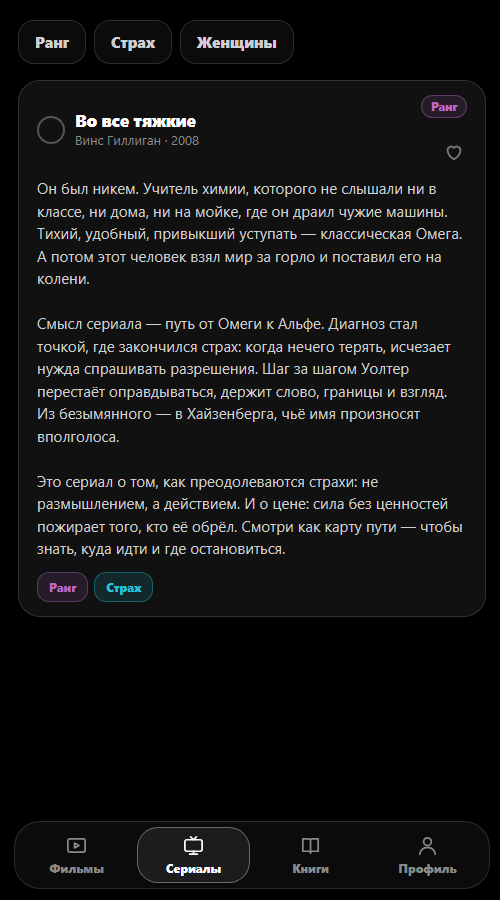 Ранг
Страх
Женщины
Ранг
Во все тяжкие
Винс Гиллиган · 2008
Он был никем. Учитель химии, которого не слышали ни в
классе, ни дома, ни на мойке, где он драил чужие машины.
Тихий, удобный, привыкший уступать — классическая Омега.
А потом этот человек взял мир за горло и поставил его на
колени.
Смысл сериала — путь от Омеги к Альфе. Диагноз стал
точкой, где закончился страх: когда нечего терять, исчезает
нужда спрашивать разрешения. Шаг за шагом Уолтер
перестаёт оправдываться, держит слово, границы и взгляд.
Из безымянного — в Хайзенберга, чьё имя произносят
вполголоса.
Это сериал о том, как преодолеваются страхи: не
размышлением, а действием. И о цене: сила без ценностей
пожирает того, кто её обрёл. Смотри как карту пути — чтобы
знать, куда идти и где остановиться.
Ранг
Страх
Фильмы
Сериалы
Книги
Профиль